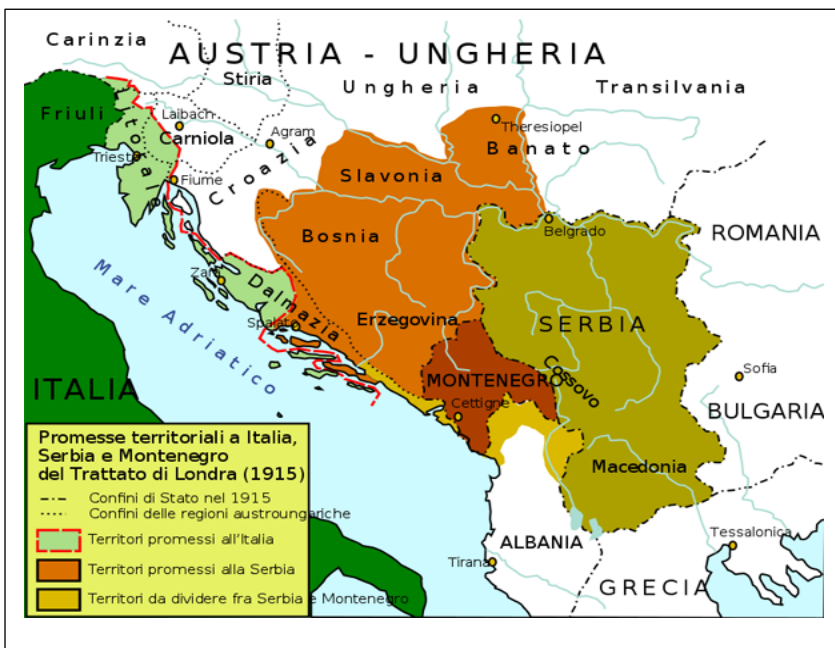 Carinzia
AUSTRIA - UNGHERIA
Stiria
Ungheria
Transilvania
Friuli
Litorale
Laibach
Carniola
Agram
Theresiopel
Banato
Trieste
Croazia
Slavonia
Fiume
Belgrado
ROMANIA
Bosnia
Mare Adriatico
Zara
Dalmazia
Spalato
Erzegovina
SERBIA
ITALIA
MONTENEGRO
Cossovo
Sofia
Cettigne
BULGARIA
Macedonia
Promesse territoriali a Italia,
Serbia e Montenegro
del Trattato di Londra (1915)
Confini di Stato nel 1915
Confini delle regioni austroungariche
Territori promessi all'Italia
Territori promessi alla Serbia
Territori da dividere fra Serbia e Montenegro
ALBANIA
Tessalonica
Tirana
GRECIA